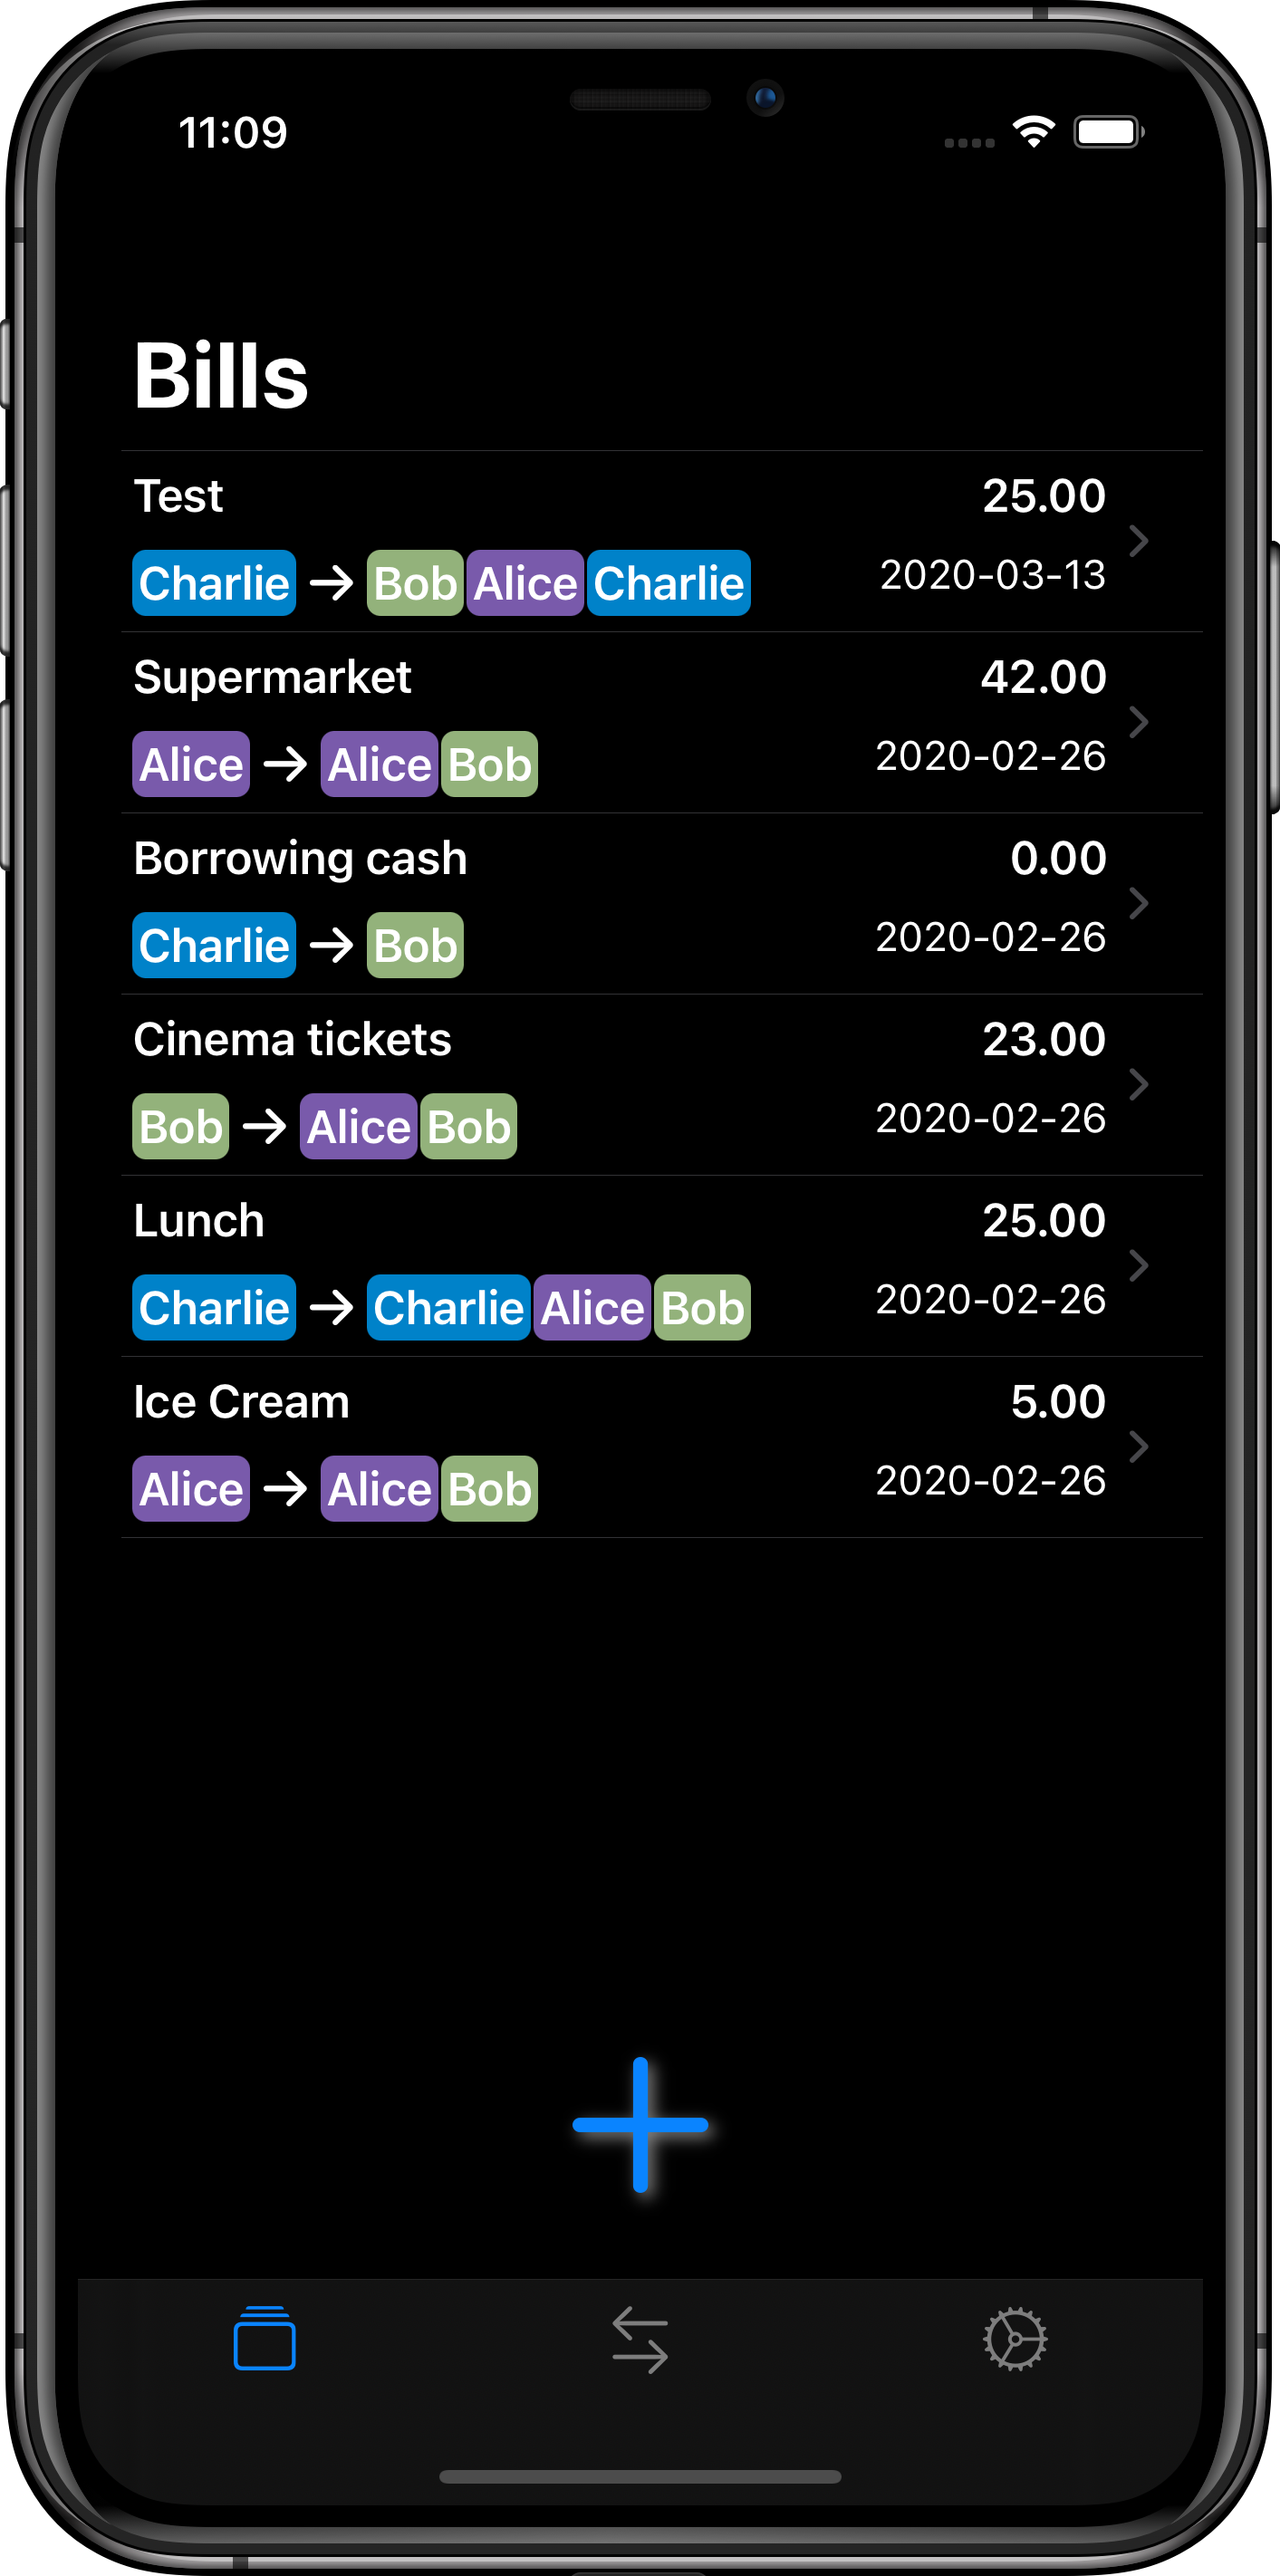 11:09
Bills
Test 25.00
Charlie → Bob Alice Charlie 2020-03-13
Supermarket 42.00
Alice → Alice Bob 2020-02-26
Borrowing cash 0.00
Charlie → Bob 2020-02-26
Cinema tickets 23.00
Bob → Alice Bob 2020-02-26
Lunch 25.00
Charlie → Charlie Alice Bob 2020-02-26
Ice Cream 5.00
Alice → Alice Bob 2020-02-26